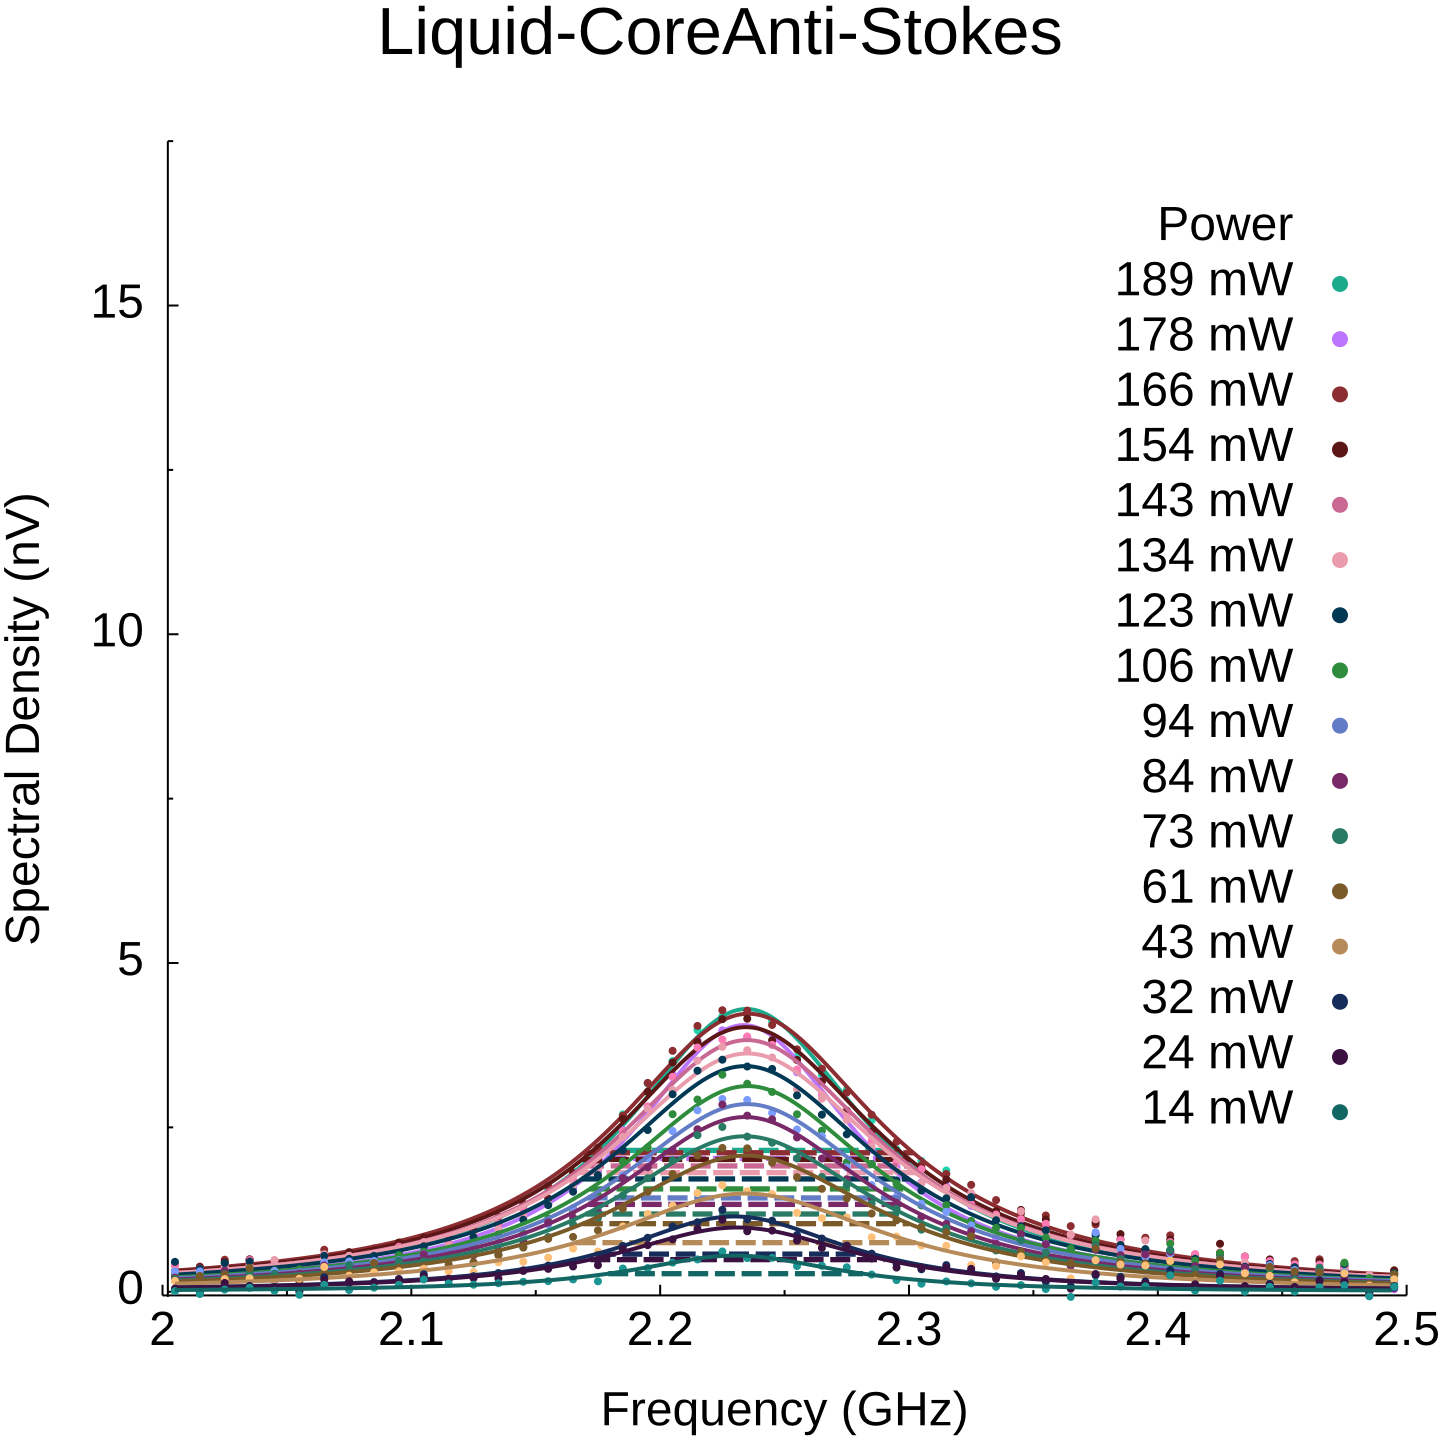 Liquid-CoreAnti-Stokes
Power
189 mW
178 mW
166 mW
154 mW
143 mW
134 mW
123 mW
106 mW
94 mW
84 mW
73 mW
61 mW
43 mW
32 mW
24 mW
14 mW
Spectral Density (nV)
15
10
5
0
2 2.1 2.2 2.3 2.4 2.5
Frequency (GHz)